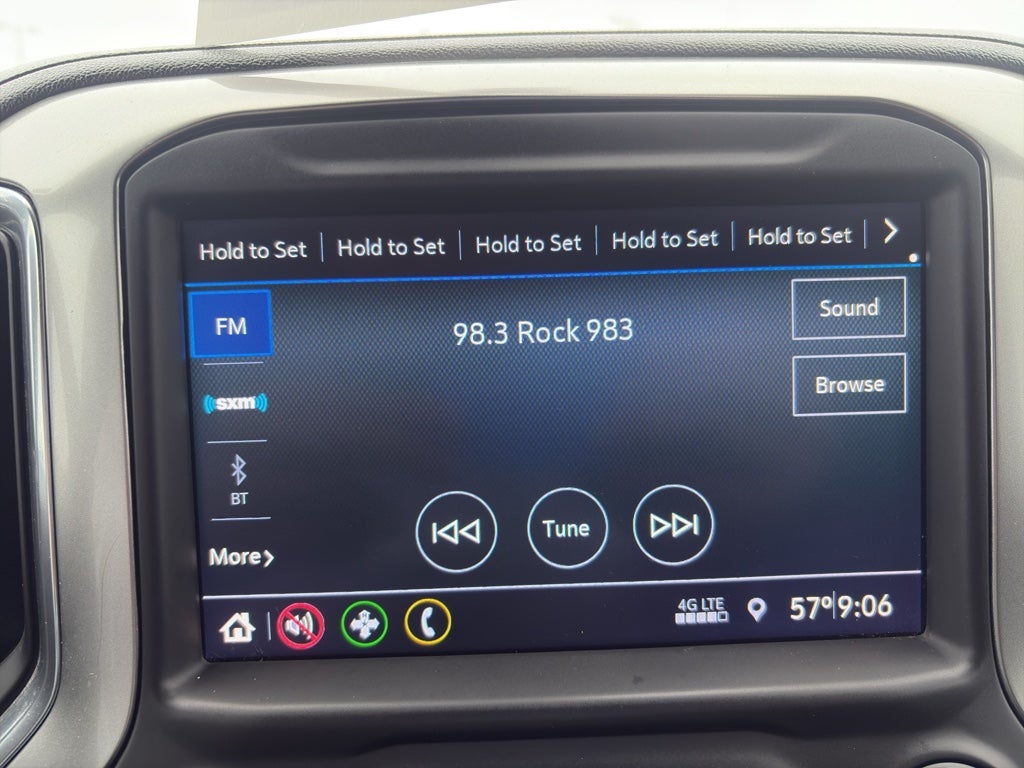 Hold to Set Hold to Set Hold to Set Hold to Set Hold to Set
FM
98.3 Rock 983
Sound
sxm
Browse
BT
Tune
More
4G LTE
57° 9:06